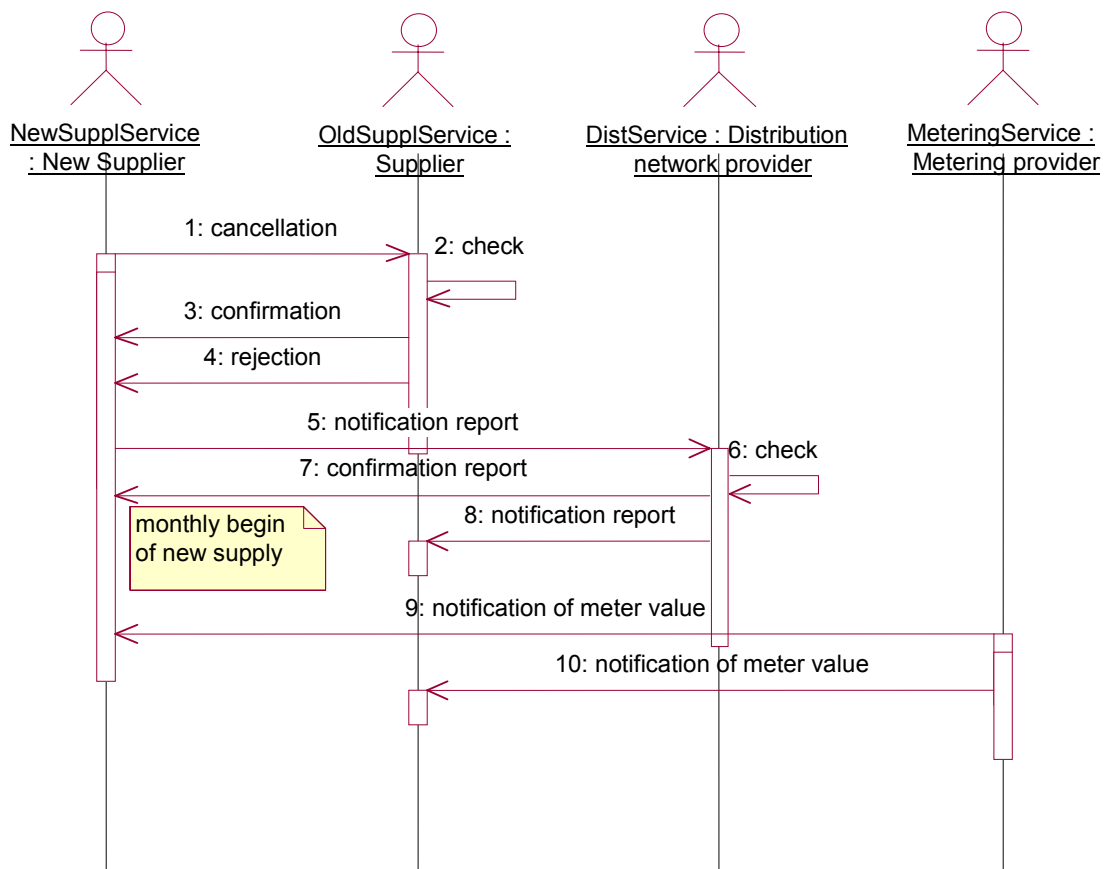 NewSupplService
: New Supplier
OldSupplService :
Supplier
DistService : Distribution
network provider
MeteringService :
Metering provider
1: cancellation
2: check
3: confirmation
4: rejection
5: notification report
6: check
7: confirmation report
8: notification report
monthly begin
of new supply
9: notification of meter value
10: notification of meter value